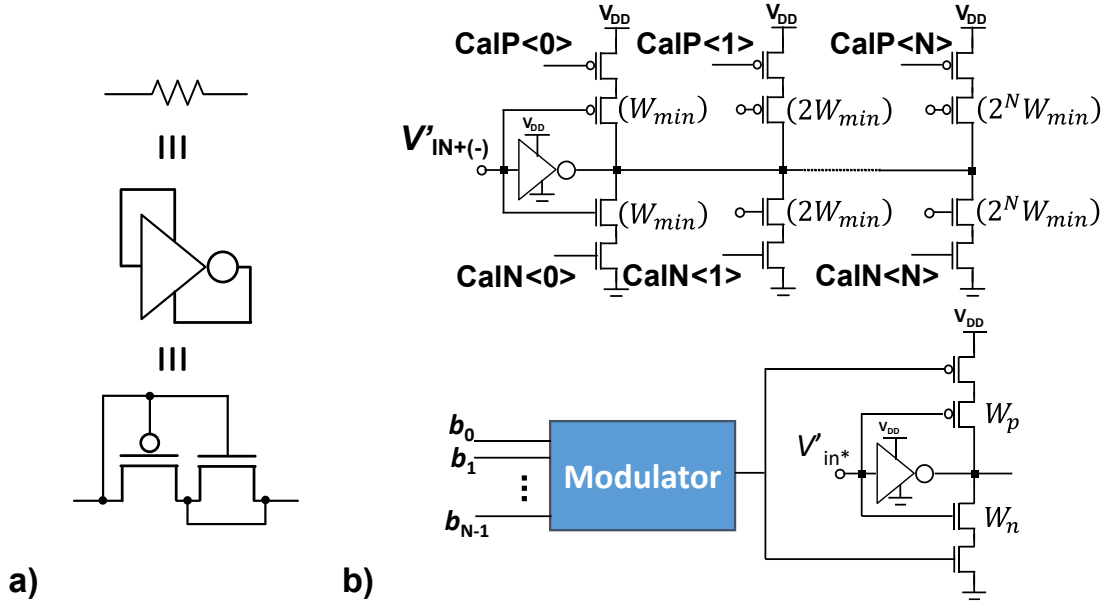 V_DD V_DD V_DD
CalP<0> CalP<1> CalP<N>
(W_min) (2W_min) (2^N W_min)
V_DD
V'_IN+(-)
(W_min) (2W_min) (2^N W_min)
CalN<0> CalN<1> CalN<N>
V_DD
b_0
b_1
⋮
b_N-1
Modulator
W_p
V_DD
V'_in*
W_n
a) b)